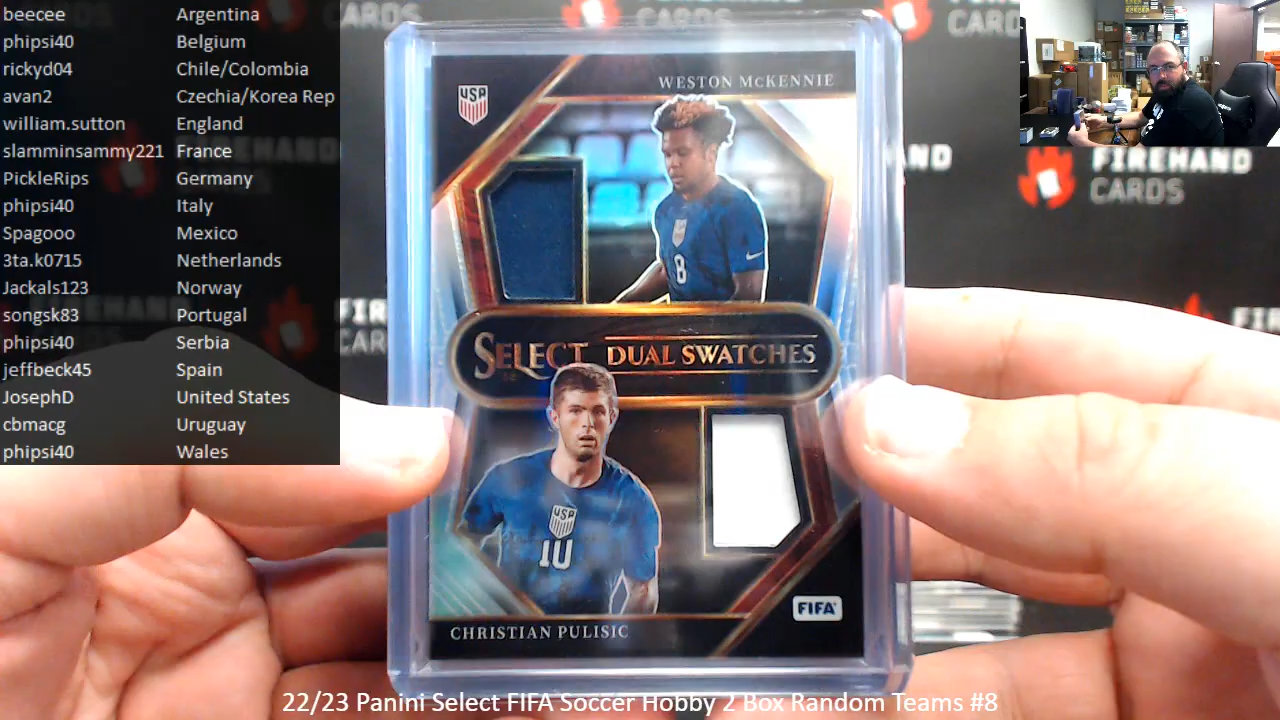 beecee Argentina
phipsi40 Belgium
rickyd04 Chile/Colombia
avan2 Czechia/Korea Rep
william.sutton England
slamminsammy221 France
PickleRips Germany
phipsi40 Italy
Spagooo Mexico
3ta.k0715 Netherlands
Jackals123 Norway
songsk83 Portugal
phipsi40 Serbia
jeffbeck45 Spain
JosephD United States
cbmacg Uruguay
phipsi40 Wales
WESTON McKENNIE
USA
8
SELECT DUAL SWATCHES
USA
10
FIFA
CHRISTIAN PULISIC
FIREHAND
CARDS
22/23 Panini Select FIFA Soccer Hobby 2 Box Random Teams #8